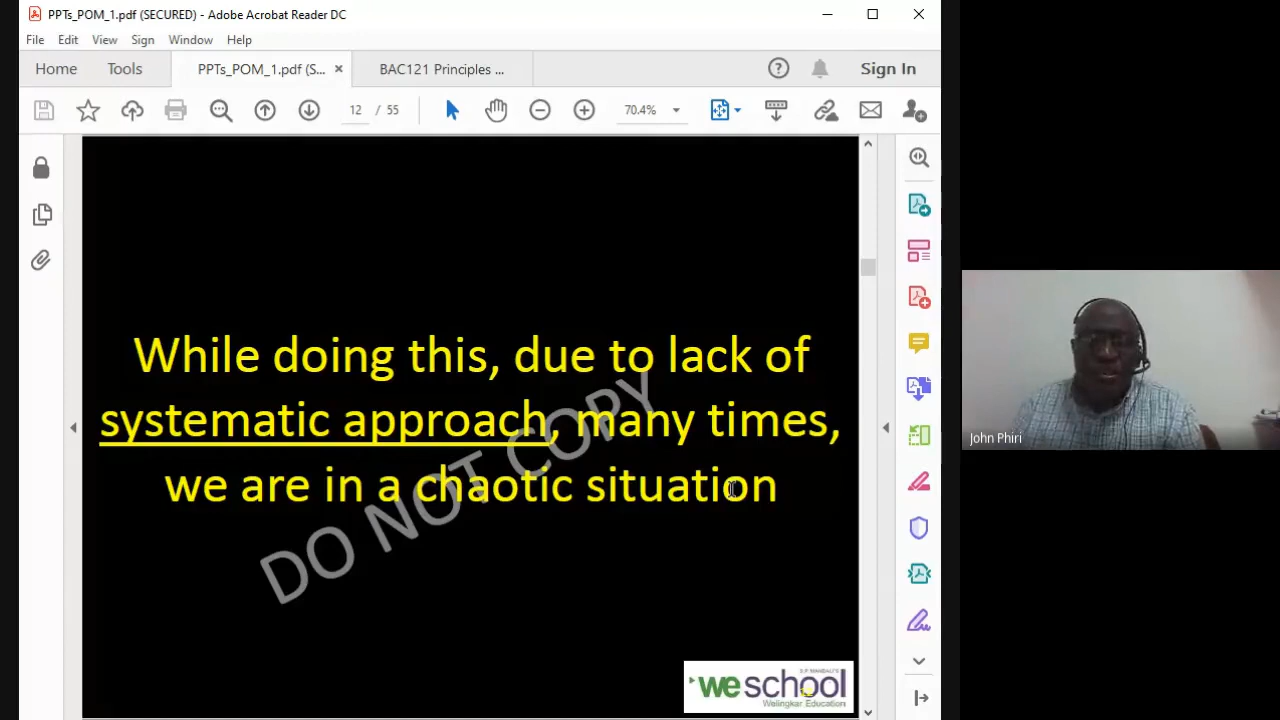 PPTs_POM_1.pdf (SECURED) - Adobe Acrobat Reader DC
File Edit View Sign Window Help
Home Tools PPTs_POM_1.pdf (S... × BAC121 Principles ... Sign In
12 / 55 70.4%
While doing this, due to lack of
systematic approach, many times,
we are in a chaotic situation
DO NOT COPY
John Phiri
weschool
Welingkar Education